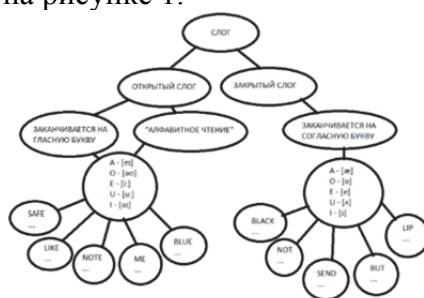 на рисунке 1.
СЛОГ
ОТКРЫТЫЙ СЛОГ
ЗАКРЫТЫЙ СЛОГ
ЗАКАНЧИВАЕТСЯ НА
ГЛАСНУЮ БУКВУ
"АЛФАВИТНОЕ ЧТЕНИЕ"
ЗАКАНЧИВАЕТСЯ НА
СОГЛАСНУЮ БУКВУ
A - [eɪ]
O - [əʊ]
E - [i:]
U - [u:]
I - [aɪ]
A - [æ]
O - [ɒ]
E - [e]
U - [ʌ]
I - [ɪ]
SAFE
...
LIKE
...
NOTE
...
ME
...
BLUE
...
BLACK
...
NOT
...
SEND
...
BUT
...
LIP
...